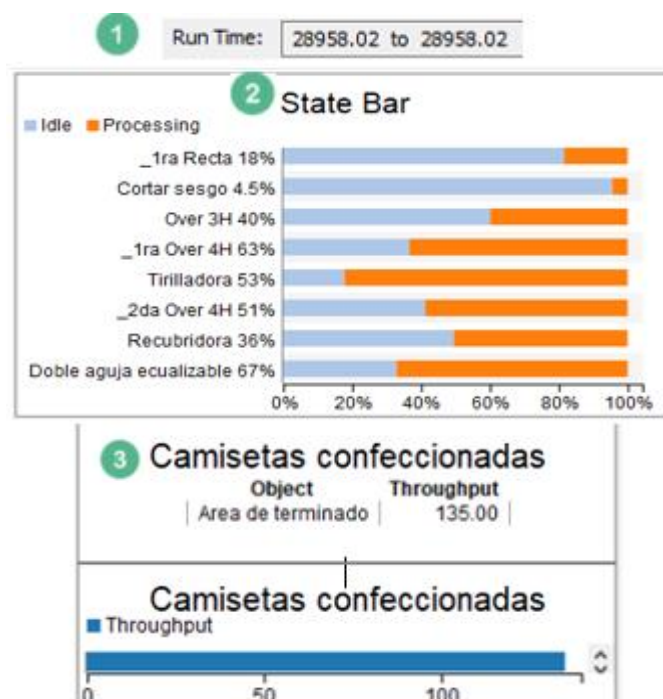 1 Run Time: 28958.02 to 28958.02
2 State Bar
Idle Processing
_1ra Recta 18%
Cortar sesgo 4.5%
Over 3H 40%
_1ra Over 4H 63%
Tirilladora 53%
_2da Over 4H 51%
Recubridora 36%
Doble aguja ecualizable 67%
0% 20% 40% 60% 80% 100%
3 Camisetas confeccionadas
Object Throughput
Area de terminado 135.00
Camisetas confeccionadas
Throughput
0 50 100